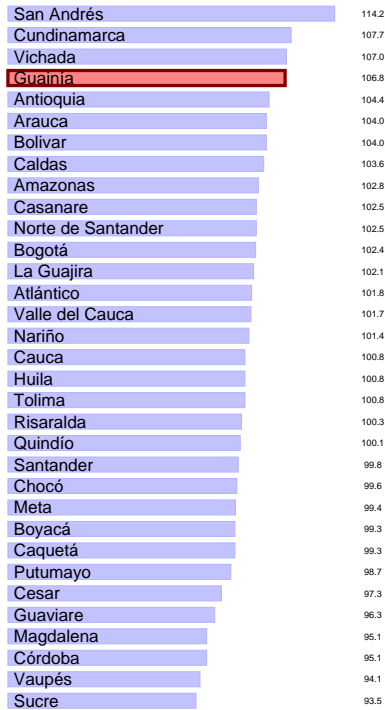 San Andrés 114.2
Cundinamarca 107.7
Vichada 107.0
Guainía 106.8
Antioquia 104.4
Arauca 104.0
Bolivar 104.0
Caldas 103.6
Amazonas 102.8
Casanare 102.5
Norte de Santander 102.5
Bogotá 102.4
La Guajira 102.1
Atlántico 101.8
Valle del Cauca 101.7
Nariño 101.4
Cauca 100.8
Huila 100.8
Tolima 100.8
Risaralda 100.3
Quindío 100.1
Santander 99.8
Chocó 99.6
Meta 99.4
Boyacá 99.3
Caquetá 99.3
Putumayo 98.7
Cesar 97.3
Guaviare 96.3
Magdalena 95.1
Córdoba 95.1
Vaupés 94.1
Sucre 93.5